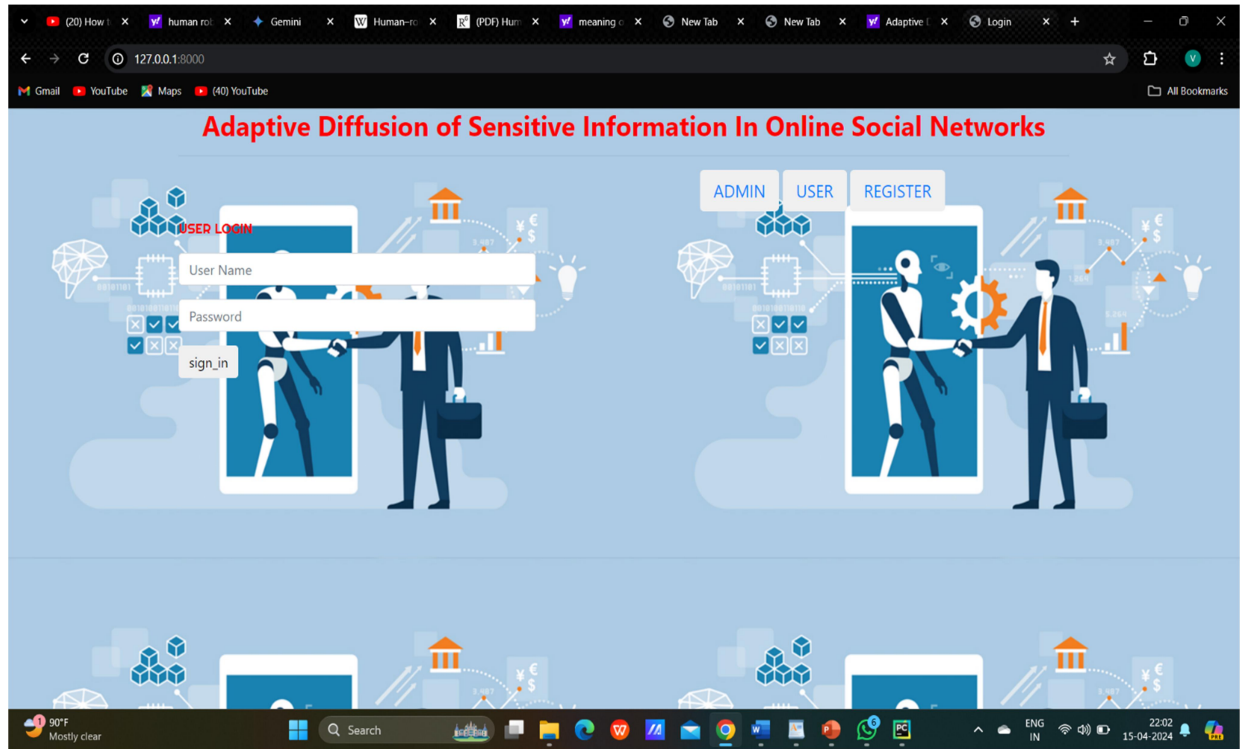 (20) How t
human rob
Gemini
Human–ro
(PDF) Hum
meaning o
New Tab
New Tab
Adaptive D
Login
127.0.0.1:8000
V
Gmail
YouTube
Maps
(40) YouTube
All Bookmarks
Adaptive Diffusion of Sensitive Information In Online Social Networks
ADMIN
USER
REGISTER
USER LOGIN
User Name
Password
sign_in
90°F
Mostly clear
Search
ENG
IN
22:02
15-04-2024